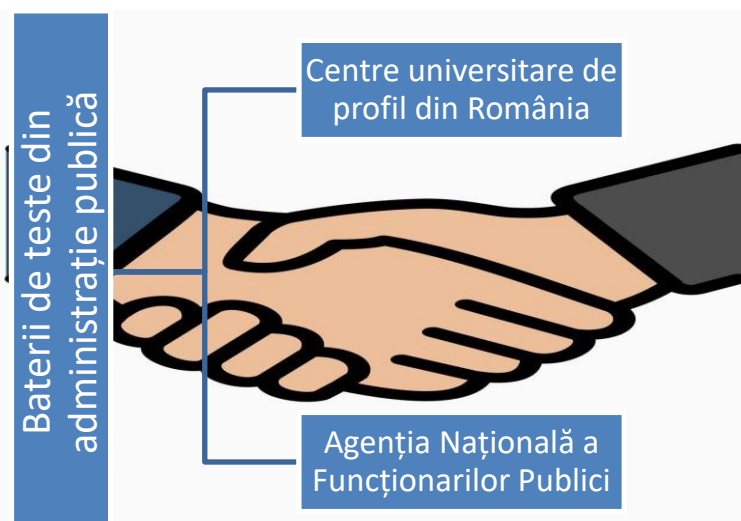 Baterii de teste din
administrație publică
Centre universitare de
profil din România
Agenția Națională a
Funcționarilor Publici